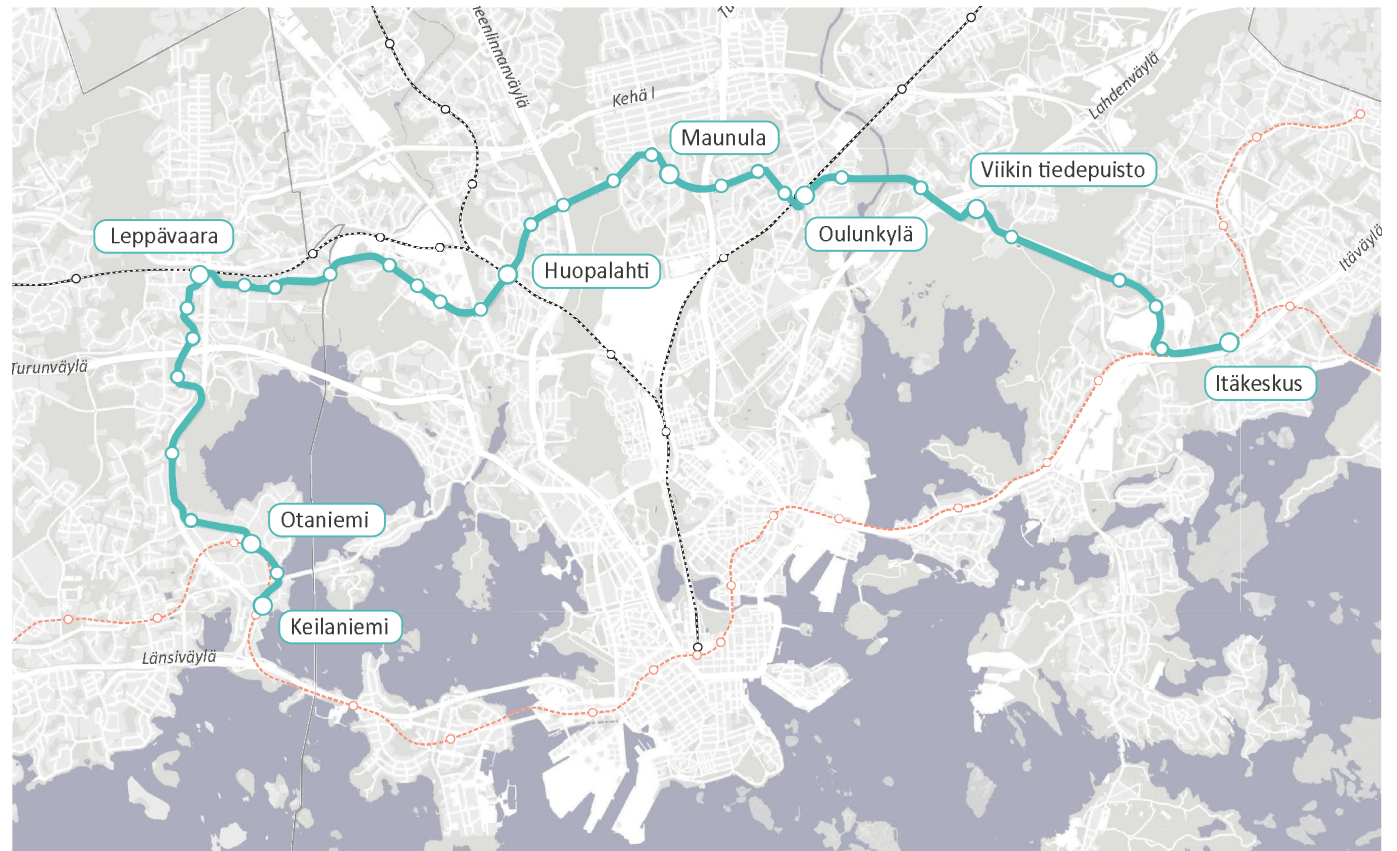 Kehä I
Lahdenväylä
Maunula
Viikin tiedepuisto
Leppävaara
Oulunkylä
Itäväylä
Huopalahti
Turunväylä
Itäkeskus
Otaniemi
Keilaniemi
Länsiväylä